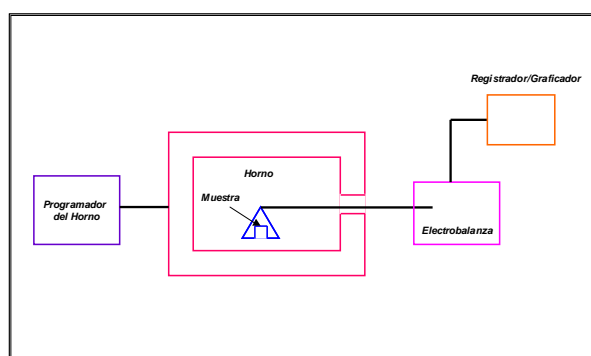 Registrador/Graficador
Horno
Muestra
Programador
del Horno
Electrobalanza